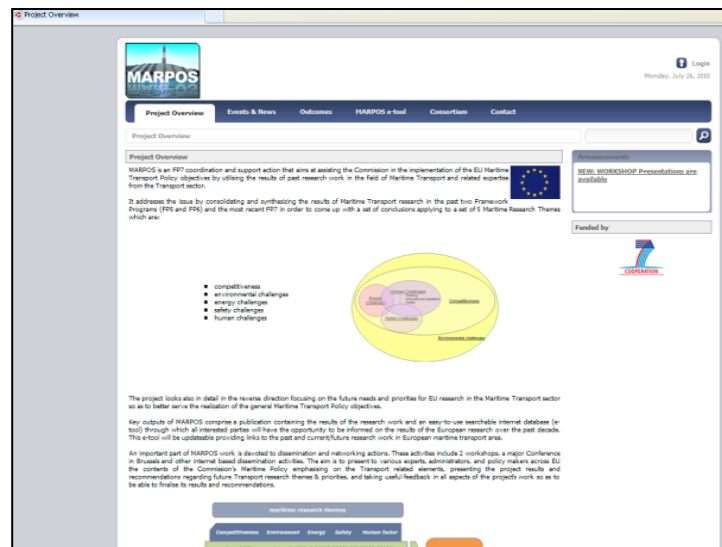 Project Overview
MARPOS
Login
Monday, July 26, 2010
Project Overview Events & News Outcomes MARPOS e-tool Consortium Contact
Project Overview
Project Overview
MARPOS is an FP7 coordination and support action that aims at assisting the Commission in the implementation of the EU Maritime
Transport Policy objectives by utilising the results of past research work in the field of Maritime Transport and related expertise
from the Transport sector.
It addresses the issue by consolidating and synthesizing the results of Maritime Transport research in the past two Framework
Programs (FP5 and FP6) and the most recent FP7 in order to come up with a set of conclusions applying to a set of 5 Maritime Research Themes
which are:
competitiveness
environmental challenges
energy challenges
safety challenges
human challenges
Human Challenges
Energy
Challenges
Competitiveness
Safety Challenges
Environmental challenges
The project looks also in detail in the reverse direction focusing on the future needs and priorities for EU research in the Maritime Transport sector
so as to better serve the realization of the general Maritime Transport Policy objectives.
Key outputs of MARPOS comprise a publication containing the results of the research work and an easy-to-use searchable internet database (e-
tool) through which all interested parties will have the opportunity to be informed on the results of the European research over the past decade.
This e-tool will be updateable providing links to the past and current/future research work in European maritime transport area.
An important part of MARPOS work is devoted to dissemination and networking actions. These activities include 2 workshops, a major Conference
in Brussels and other internet based dissemination activities. The aim is to present to various experts, administrators, and policy makers across EU
the contents of the Commission's Maritime Policy emphasising on the Transport related elements, presenting the project results and
recommendations regarding future Transport research themes & priorities, and taking useful feedback in all aspects of the project's work so as to
be able to finalise its results and recommendations.
maritime research themes
Competitiveness Environment Energy Safety Human factor
Announcements
NEW: WORKSHOP Presentations are
available
Funded by
7
COOPERATION